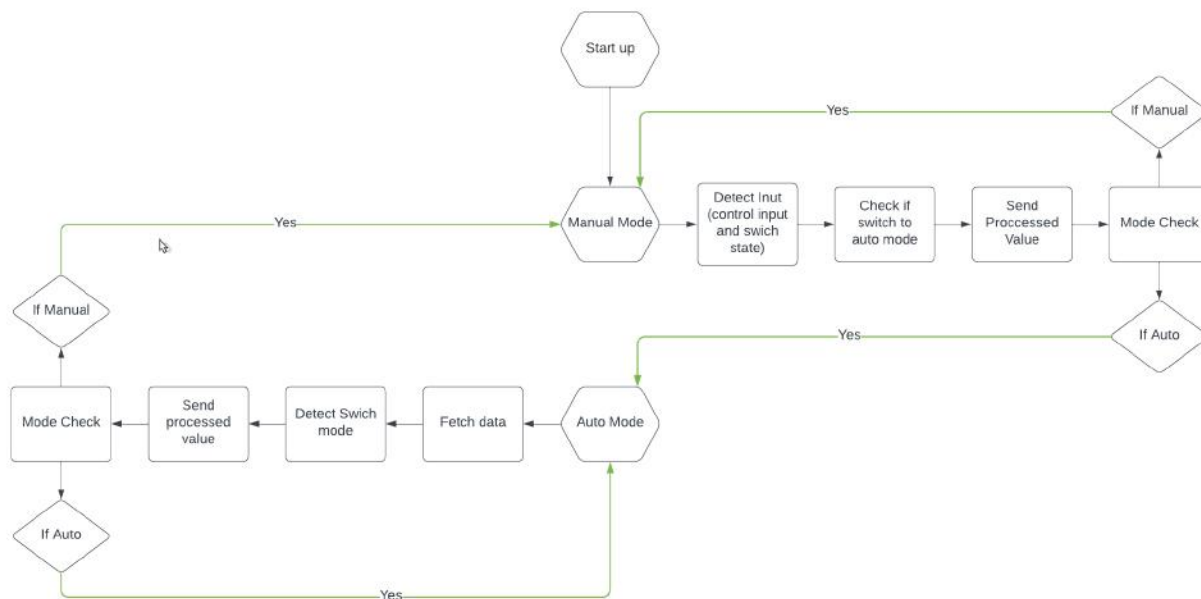 Start up
If Manual
Yes
Manual Mode
Detect Inut
(control input
and swich
state)
Check if
switch to
auto mode
Send
Proccessed
Value
Mode Check
Yes
If Manual
If Auto
Yes
Mode Check
Send
processed
value
Detect Swich
mode
Fetch data
Auto Mode
If Auto
Yes